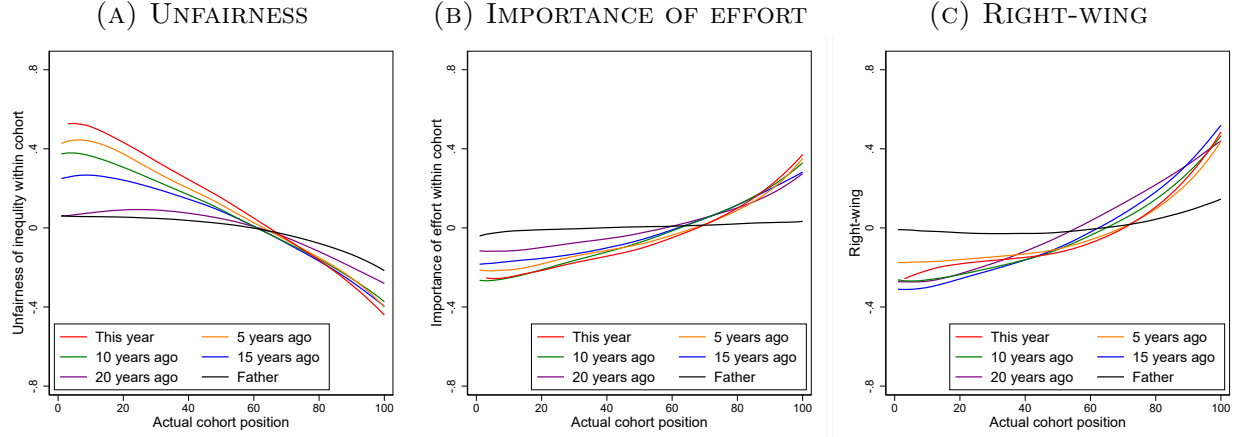 (A) UNFAIRNESS
Unfairness of inequlity within cohort
.8
.4
0
-.4
-.8
This year
5 years ago
10 years ago
15 years ago
20 years ago
Father
0
20
40
60
80
100
Actual cohort position
(B) IMPORTANCE OF EFFORT
Importance of effort within cohort
.8
.4
0
-.4
-.8
This year
5 years ago
10 years ago
15 years ago
20 years ago
Father
0
20
40
60
80
100
Actual cohort position
(C) RIGHT-WING
Right-wing
.8
.4
0
-.4
-.8
This year
5 years ago
10 years ago
15 years ago
20 years ago
Father
0
20
40
60
80
100
Actual cohort position